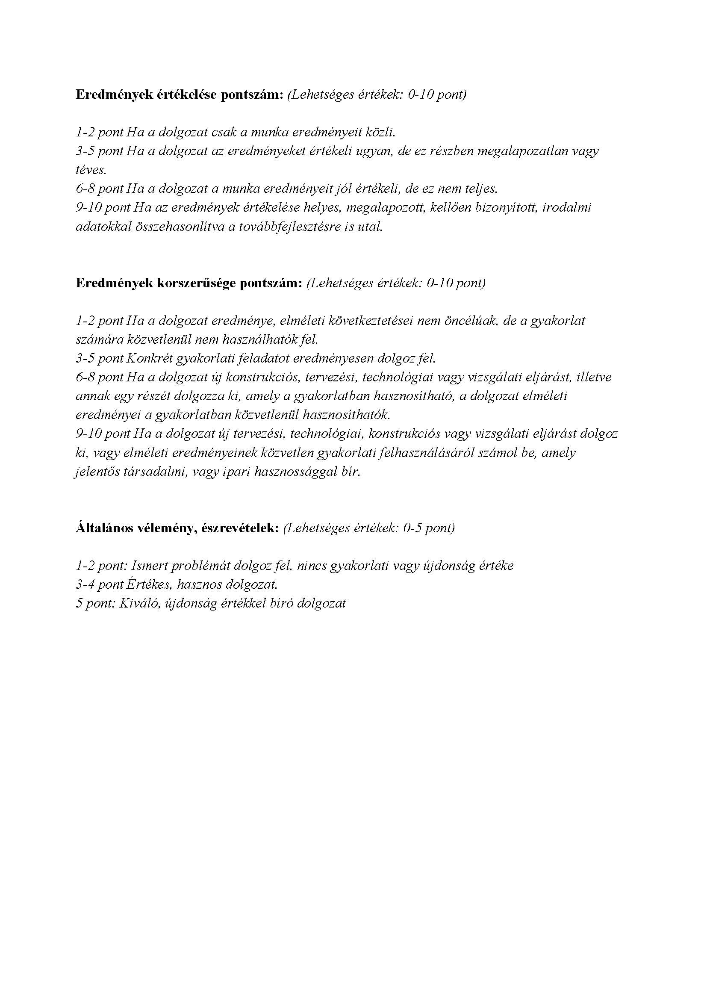 Eredmények értékelése pontszám: (Lehetséges értékek: 0-10 pont)
1-2 pont Ha a dolgozat csak a munka eredményeit közli.
3-5 pont Ha a dolgozat az eredményeket értékeli ugyan, de ez részben megalapozatlan vagy
téves.
6-8 pont Ha a dolgozat a munka eredményeit jól értékeli, de ez nem teljes.
9-10 pont Ha az eredmények értékelése helyes, megalapozott, kellően bizonyított, irodalmi
adatokkal összehasonlítva a továbbfejlesztésre is utal.
Eredmények korszerűsége pontszám: (Lehetséges értékek: 0-10 pont)
1-2 pont Ha a dolgozat eredménye, elméleti következtetései nem öncélúak, de a gyakorlat
számára közvetlenül nem használhatók fel.
3-5 pont Konkrét gyakorlati feladatot eredményesen dolgoz fel.
6-8 pont Ha a dolgozat új konstrukciós, tervezési, technológiai vagy vizsgálati eljárást, illetve
annak egy részét dolgozza ki, amely a gyakorlatban hasznosítható, a dolgozat elméleti
eredményei a gyakorlatban közvetlenül hasznosíthatók.
9-10 pont Ha a dolgozat új tervezési, technológiai, konstrukciós vagy vizsgálati eljárást dolgoz
ki, vagy elméleti eredményeinek közvetlen gyakorlati felhasználásáról számol be, amely
jelentős társadalmi, vagy ipari hasznossággal bír.
Általános vélemény, észrevételek: (Lehetséges értékek: 0-5 pont)
1-2 pont: Ismert problémát dolgoz fel, nincs gyakorlati vagy újdonság értéke
3-4 pont Értékes, hasznos dolgozat.
5 pont: Kiváló, újdonság értékkel bíró dolgozat